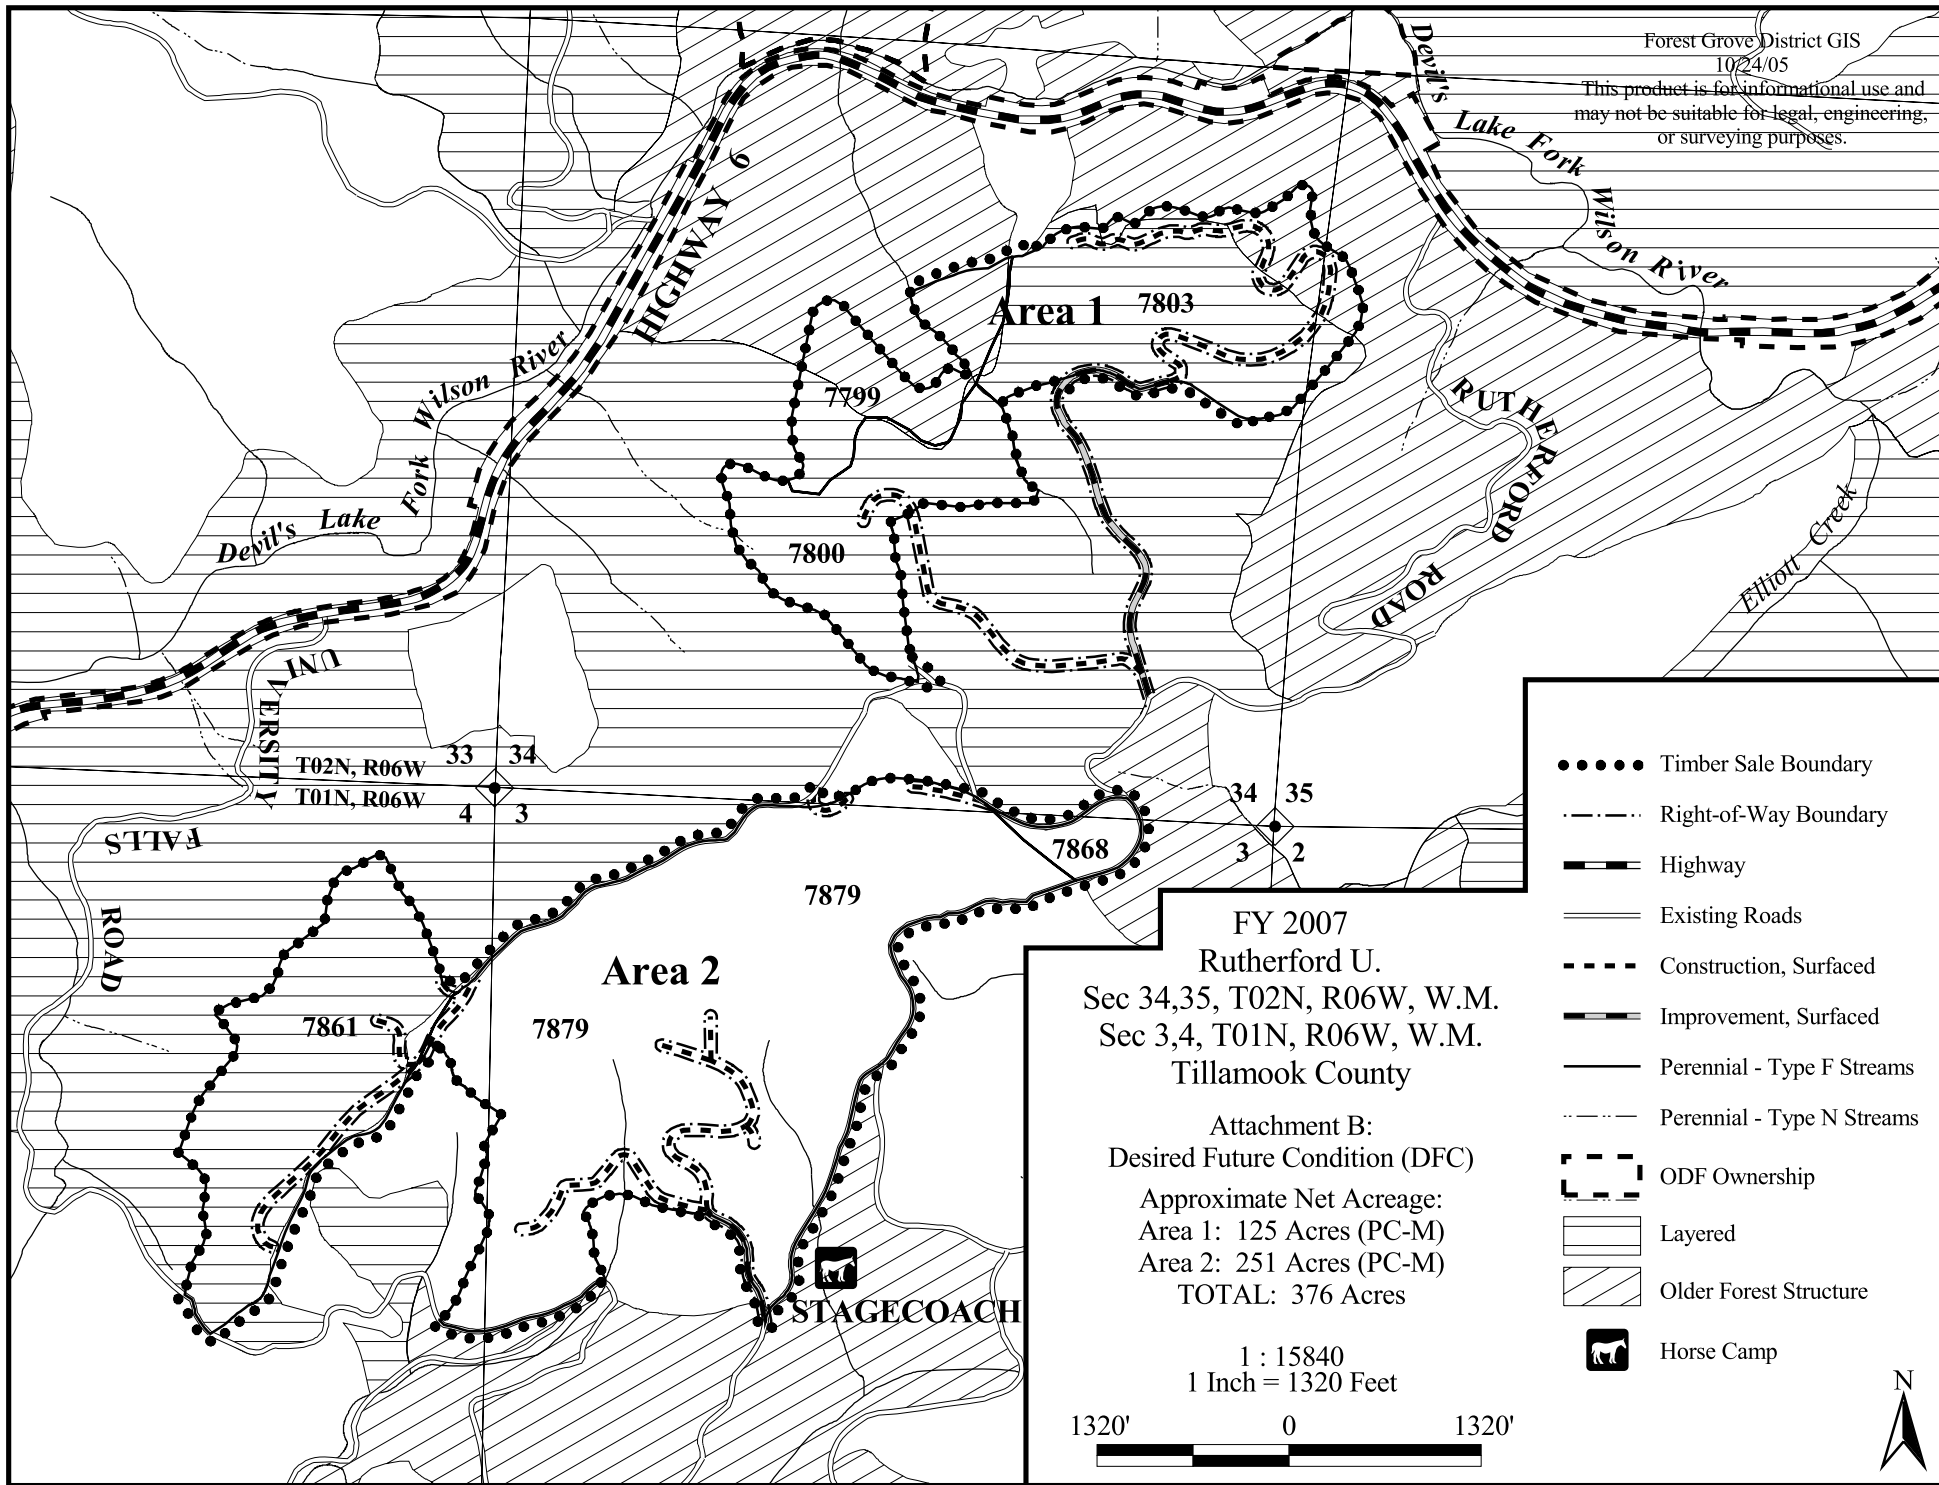 Forest Grove District GIS
10/24/05
This product is for informational use and
may not be suitable for legal, engineering,
or surveying purposes.
Devil's Lake Fork Wilson River
HIGHWAY 6
Area 1
7803
Wilson River
7799
RUTHERFORD ROAD
Fork
Devil's Lake
7800
Elliott Creek
UNIVERSITY FALLS ROAD
33 34
T02N, R06W
T01N, R06W
4 3
34 35
3 2
7868
7879
Area 2
7861
7879
STAGECOACH
FY 2007
Rutherford U.
Sec 34,35, T02N, R06W, W.M.
Sec 3,4, T01N, R06W, W.M.
Tillamook County
Attachment B:
Desired Future Condition (DFC)
Approximate Net Acreage:
Area 1: 125 Acres (PC-M)
Area 2: 251 Acres (PC-M)
TOTAL: 376 Acres
1 : 15840
1 Inch = 1320 Feet
1320' 0 1320'
Timber Sale Boundary
Right-of-Way Boundary
Highway
Existing Roads
Construction, Surfaced
Improvement, Surfaced
Perennial - Type F Streams
Perennial - Type N Streams
ODF Ownership
Layered
Older Forest Structure
Horse Camp
N